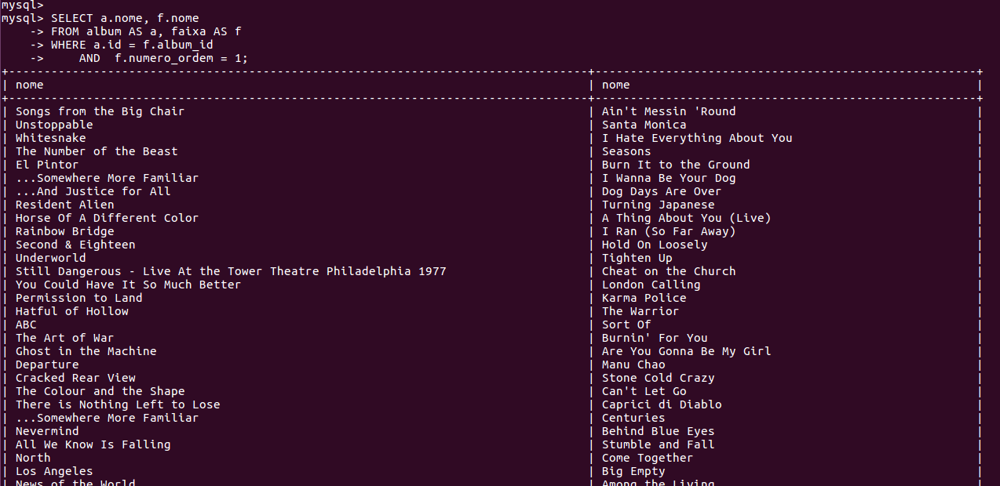 mysql>
mysql> SELECT a.nome, f.nome
    -> FROM album AS a, faixa AS f
    -> WHERE a.id = f.album_id
    ->     AND  f.numero_ordem = 1;
| nome | nome |
| Songs from the Big Chair | Ain't Messin 'Round |
| Unstoppable | Santa Monica |
| Whitesnake | I Hate Everything About You |
| The Number of the Beast | Seasons |
| El Pintor | Burn It to the Ground |
| ...Somewhere More Familiar | I Wanna Be Your Dog |
| ...And Justice for All | Dog Days Are Over |
| Resident Alien | Turning Japanese |
| Horse Of A Different Color | A Thing About You (Live) |
| Rainbow Bridge | I Ran (So Far Away) |
| Second & Eighteen | Hold On Loosely |
| Underworld | Tighten Up |
| Still Dangerous - Live At the Tower Theatre Philadelphia 1977 | Cheat on the Church |
| You Could Have It So Much Better | London Calling |
| Permission to Land | Karma Police |
| Hatful of Hollow | The Warrior |
| ABC | Sort Of |
| The Art of War | Burnin' For You |
| Ghost in the Machine | Are You Gonna Be My Girl |
| Departure | Manu Chao |
| Cracked Rear View | Stone Cold Crazy |
| The Colour and the Shape | Can't Let Go |
| There is Nothing Left to Lose | Caprici di Diablo |
| ...Somewhere More Familiar | Centuries |
| Nevermind | Behind Blue Eyes |
| All We Know Is Falling | Stumble and Fall |
| North | Come Together |
| Los Angeles | Big Empty |
| News of the World | Among the Living |